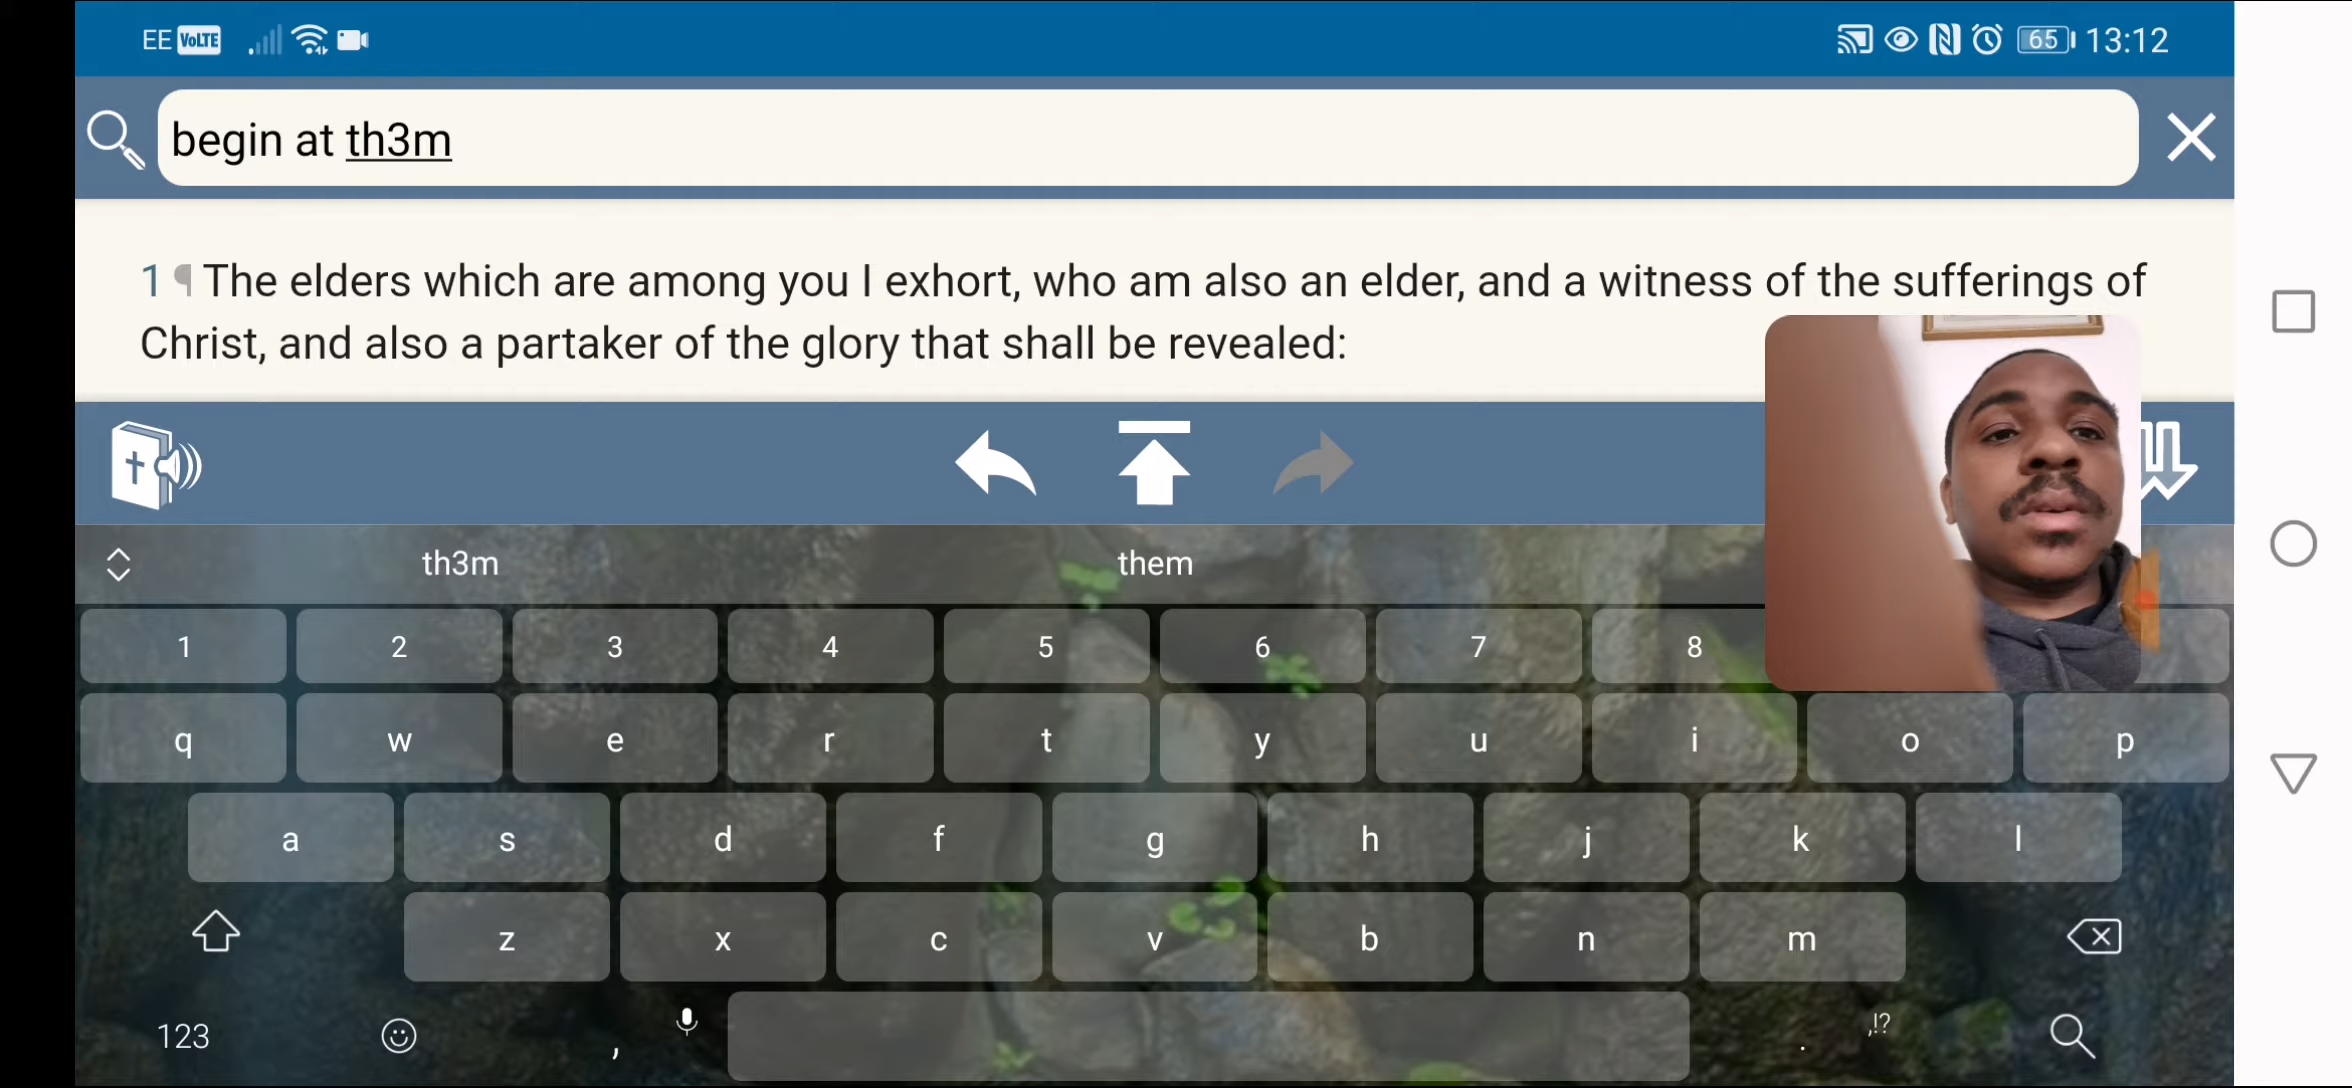 EE VoLTE 65 13:12
begin at th3m
1 ¶ The elders which are among you I exhort, who am also an elder, and a witness of the sufferings of
Christ, and also a partaker of the glory that shall be revealed:
th3m them
1 2 3 4 5 6 7 8
q w e r t y u i o p
a s d f g h j k l
z x c v b n m
123 , . ,!?